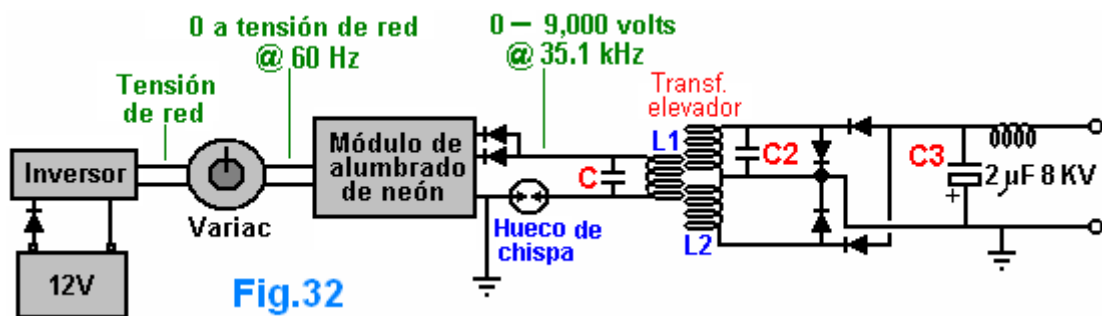 0 a tensión de red
@ 60 Hz
0 – 9,000 volts
@ 35.1 kHz
Tensión
de red
Transf.
elevador
Inversor
Variac
Módulo de
alumbrado
de neón
C
L1
C2
C3
2 µF 8 KV
+
Hueco de
chispa
L2
12V
Fig.32